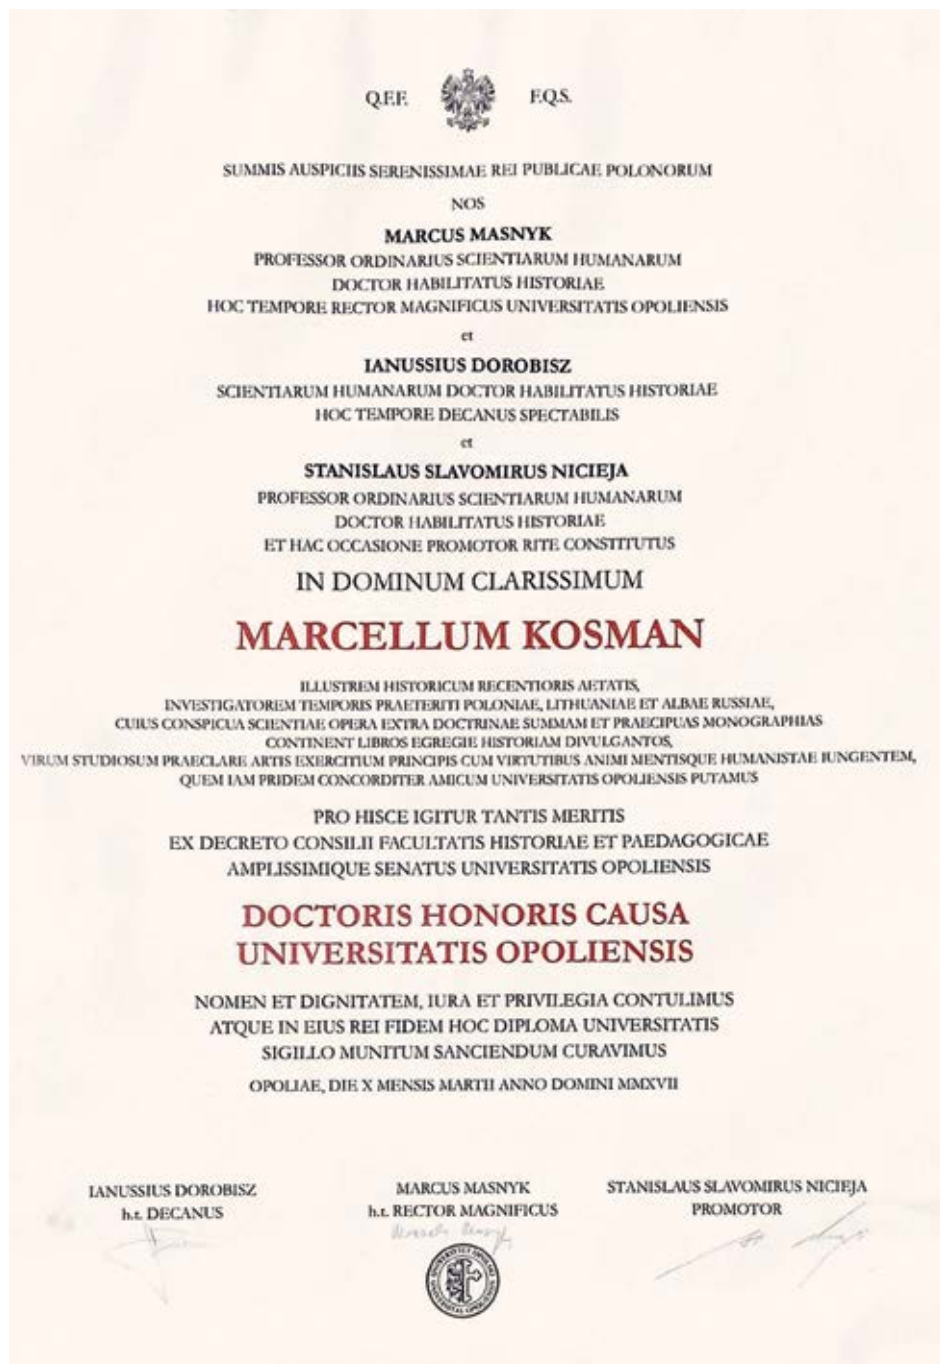 Q.F.F. F.Q.S.
SUMMIS AUSPICIIS SERENISSIMAE REI PUBLICAE POLONORUM
NOS
MARCUS MASNYK
PROFESSOR ORDINARIUS SCIENTIARUM HUMANARUM
DOCTOR HABILITATUS HISTORIAE
HOC TEMPORE RECTOR MAGNIFICUS UNIVERSITATIS OPOLIENSIS
et
IANUSSIUS DOROBISZ
SCIENTIARUM HUMANARUM DOCTOR HABILITATUS HISTORIAE
HOC TEMPORE DECANUS SPECTABILIS
et
STANISLAUS SLAVOMIRUS NICIEJA
PROFESSOR ORDINARIUS SCIENTIARUM HUMANARUM
DOCTOR HABILITATUS HISTORIAE
ET HAC OCCASIONE PROMOTOR RITE CONSTITUTUS
IN DOMINUM CLARISSIMUM
MARCELLUM KOSMAN
ILLUSTREM HISTORICUM RECENTIORIS AETATIS,
INVESTIGATOREM TEMPORIS PRAETERITI POLONIAE, LITHUANIAE ET ALBAE RUSSIAE,
CUIUS CONSPICUA SCIENTIAE OPERA EXTRA DOCTRINAE SUMMAM ET PRAECIPUAS MONOGRAPHIAS
CONTINENT LIBROS EGREGIE HISTORIAM DIVULGANTOS,
VIRUM STUDIOSUM PRAECLARE ARTIS EXERCITIUM PRINCIPIS CUM VIRTUTIBUS ANIMI MENTISQUE HUMANISTAE IUNGENTEM,
QUEM IAM PRIDEM CONCORDITER AMICUM UNIVERSITATIS OPOLIENSIS PUTAMUS
PRO HISCE IGITUR TANTIS MERITIS
EX DECRETO CONSILII FACULTATIS HISTORIAE ET PAEDAGOGICAE
AMPLISSIMIQUE SENATUS UNIVERSITATIS OPOLIENSIS
DOCTORIS HONORIS CAUSA
UNIVERSITATIS OPOLIENSIS
NOMEN ET DIGNITATEM, IURA ET PRIVILEGIA CONTULIMUS
ATQUE IN EIUS REI FIDEM HOC DIPLOMA UNIVERSITATIS
SIGILLO MUNITUM SANCIENDUM CURAVIMUS
OPOLIAE, DIE X MENSIS MARTII ANNO DOMINI MMXVII
IANUSSIUS DOROBISZ
h.t. DECANUS
MARCUS MASNYK
h.t. RECTOR MAGNIFICUS
STANISLAUS SLAVOMIRUS NICIEJA
PROMOTOR